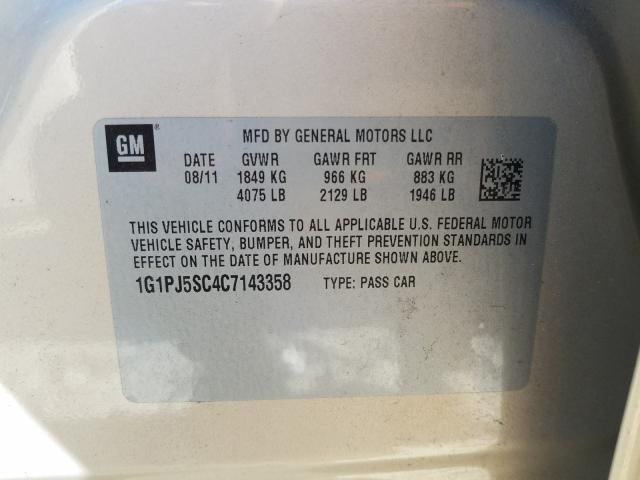 GM ® MFD BY GENERAL MOTORS LLC
DATE GVWR GAWR FRT GAWR RR
08/11 1849 KG 966 KG 883 KG
4075 LB 2129 LB 1946 LB
THIS VEHICLE CONFORMS TO ALL APPLICABLE U.S. FEDERAL MOTOR
VEHICLE SAFETY, BUMPER, AND THEFT PREVENTION STANDARDS IN
EFFECT ON THE DATE OF MANUFACTURE SHOWN ABOVE.
1G1PJ5SC4C7143358 TYPE: PASS CAR